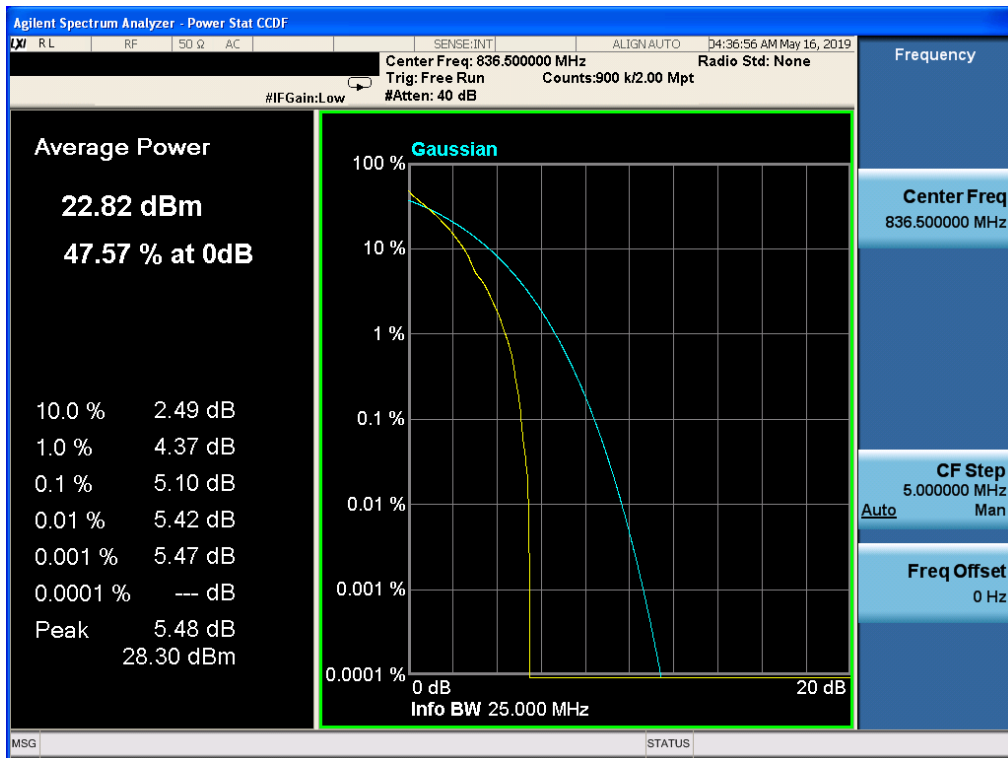 Agilent Spectrum Analyzer - Power Stat CCDF
LXI RL RF 50 Ω AC SENSE:INT ALIGN AUTO 04:36:56 AM May 16, 2019
Center Freq: 836.500000 MHz Radio Std: None
Trig: Free Run Counts:900 k/2.00 Mpt
#IFGain:Low #Atten: 40 dB
Frequency
Average Power
22.82 dBm
47.57 % at 0dB
10.0 % 2.49 dB
1.0 % 4.37 dB
0.1 % 5.10 dB
0.01 % 5.42 dB
0.001 % 5.47 dB
0.0001 % --- dB
Peak 5.48 dB
28.30 dBm
Gaussian
100 %
10 %
1 %
0.1 %
0.01 %
0.001 %
0.0001 %
0 dB 20 dB
Info BW 25.000 MHz
Center Freq
836.500000 MHz
CF Step
5.000000 MHz
Auto Man
Freq Offset
0 Hz
MSG STATUS